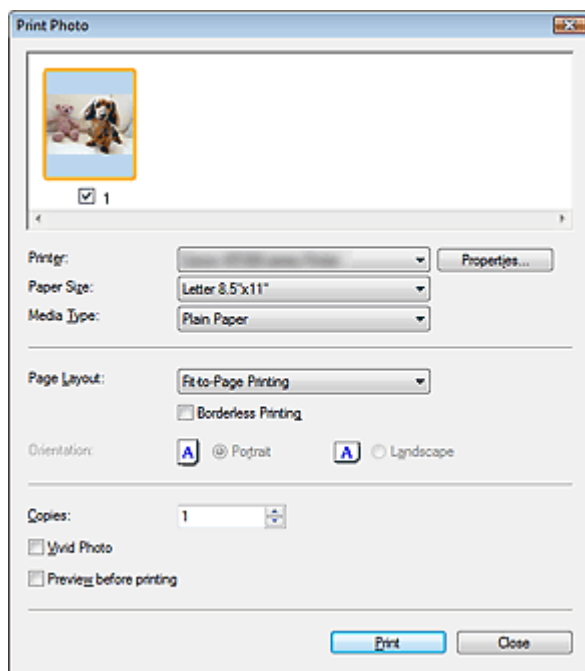 Print Photo
1
Printer:
Properties...
Paper Size:
Letter 8.5"x11"
Media Type:
Plain Paper
Page Layout:
Fit-to-Page Printing
Borderless Printing
Orientation:
A Portrait
A Landscape
Copies:
1
Vivid Photo
Preview before printing
Print
Close